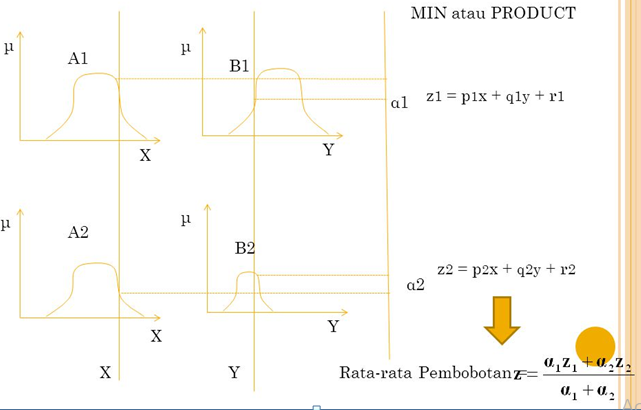 MIN atau PRODUCT
µ
A1
X
µ
B1
Y
α1
z1 = p1x + q1y + r1
µ
A2
X
µ
B2
Y
α2
z2 = p2x + q2y + r2
X
Y
Rata-rata Pembobotan =
z = α₁z₁ + α₂z₂
α₁ + α₂